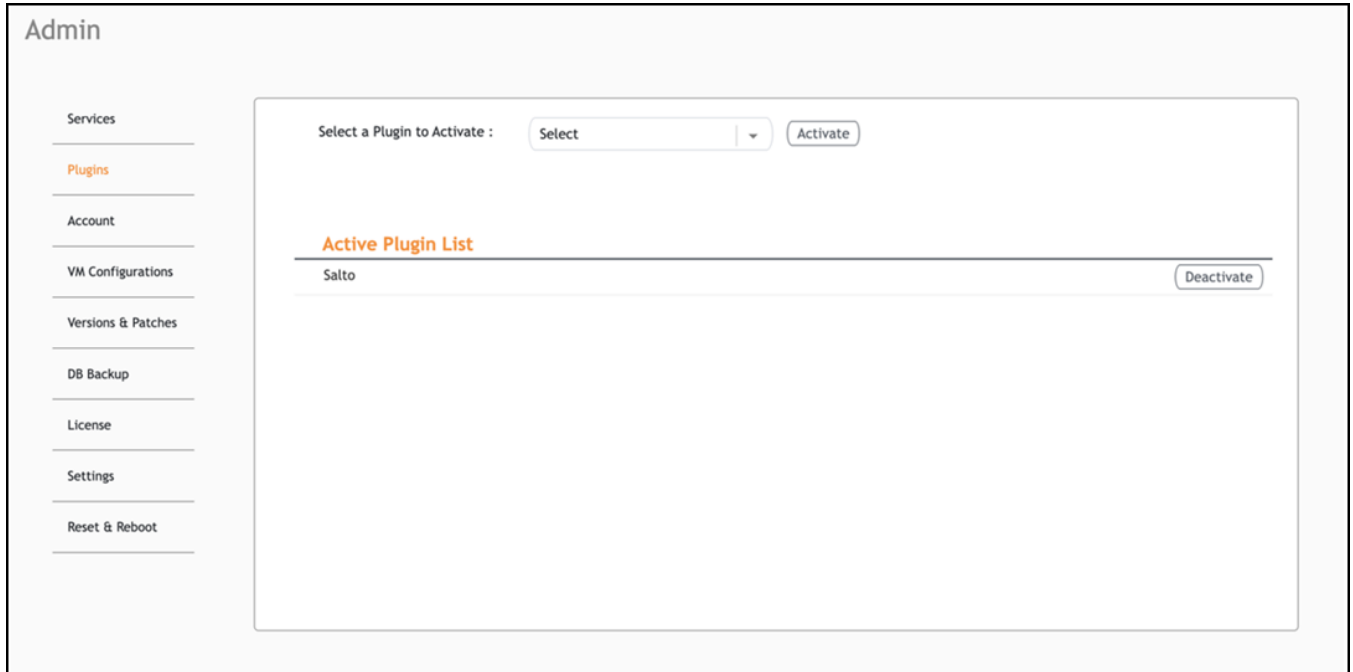 Admin
Services
Plugins
Account
VM Configurations
Versions & Patches
DB Backup
License
Settings
Reset & Reboot
Select a Plugin to Activate : Select Activate
Active Plugin List
Salto Deactivate